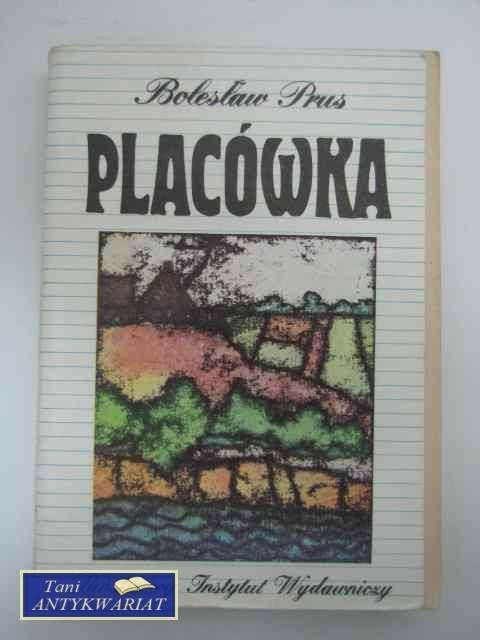 Bolesław Prus
PLACÓWKA
Instytut Wydawniczy
Tani
ANTYKWARIAT